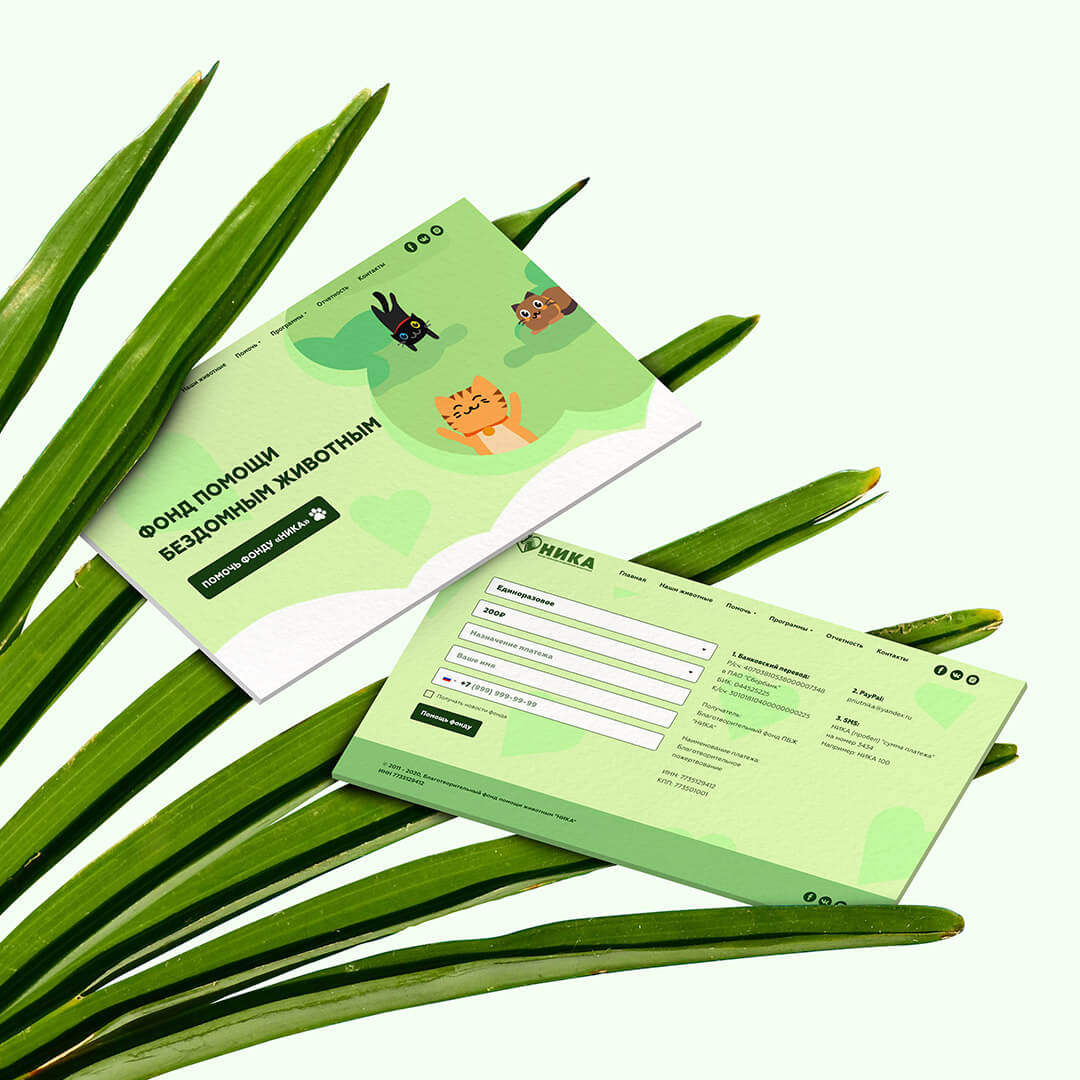 Наши животные
Помочь
Программы
Отчетность
Контакты
ФОНД ПОМОЩИ
БЕЗДОМНЫМ ЖИВОТНЫМ
ПОМОЧЬ ФОНДУ «НИКА»
НИКА
Главная
Наши животные
Помочь
Программы
Отчетность
Контакты
Единоразовое
200₽
Назначение платежа
Ваше имя
+7 (999) 999-99-99
Получать новости фонда
Помощь фонду
1. Банковский перевод:
Р/сч. 40703810538000007348
в ПАО "Сбербанк"
БИК: 044525225
К/сч. 30101810400000000225
Получатель:
Благотворительный Фонд ПБЖ
"НИКА"
Наименование платежа:
Благотворительное
пожертвование
ИНН: 7735129412
КПП: 773501001
2. PayPal:
priutnika@yandex.ru
3. SMS:
НИКА (пробел) "сумма платежа"
на номер 3434
Например: НИКА 100
© 2011 - 2020, Благотворительный фонд помощи животным "НИКА"
ИНН 7735129412